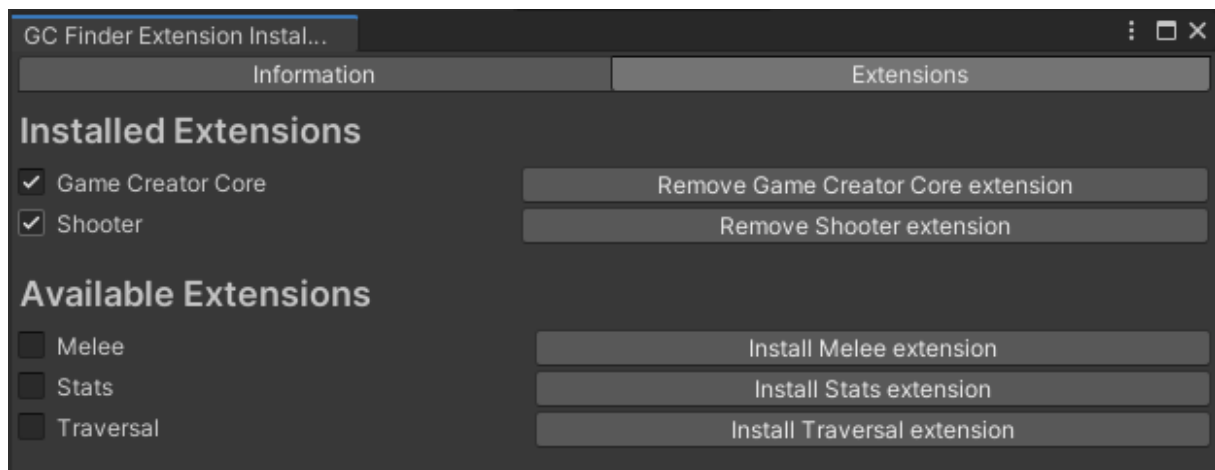 GC Finder Extension Instal...
Information Extensions
Installed Extensions
Game Creator Core Remove Game Creator Core extension
Shooter Remove Shooter extension
Available Extensions
Melee Install Melee extension
Stats Install Stats extension
Traversal Install Traversal extension